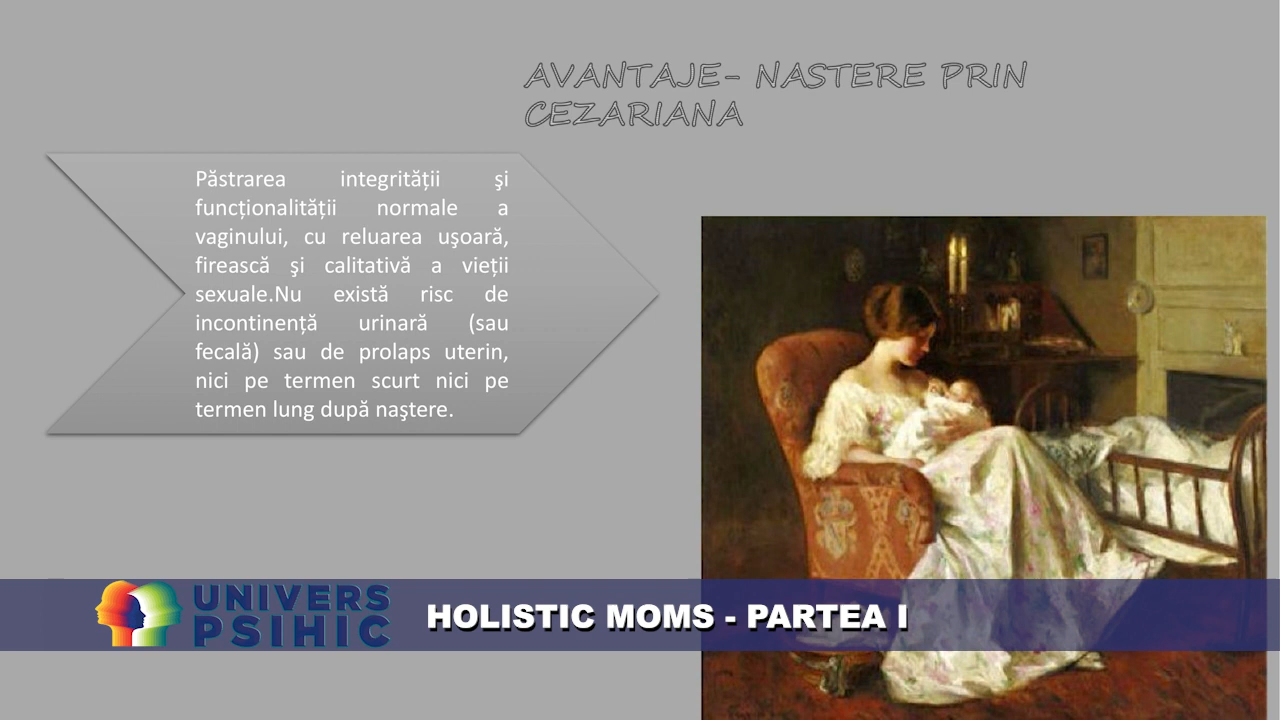 AVANTAJE- NASTERE PRIN
CEZARIANA
Păstrarea integrității şi
funcționalității normale a
vaginului, cu reluarea uşoară,
firească şi calitativă a vieții
sexuale.Nu există risc de
incontinență urinară (sau
fecală) sau de prolaps uterin,
nici pe termen scurt nici pe
termen lung după naştere.
UNIVERS
PSIHIC
HOLISTIC MOMS - PARTEA I